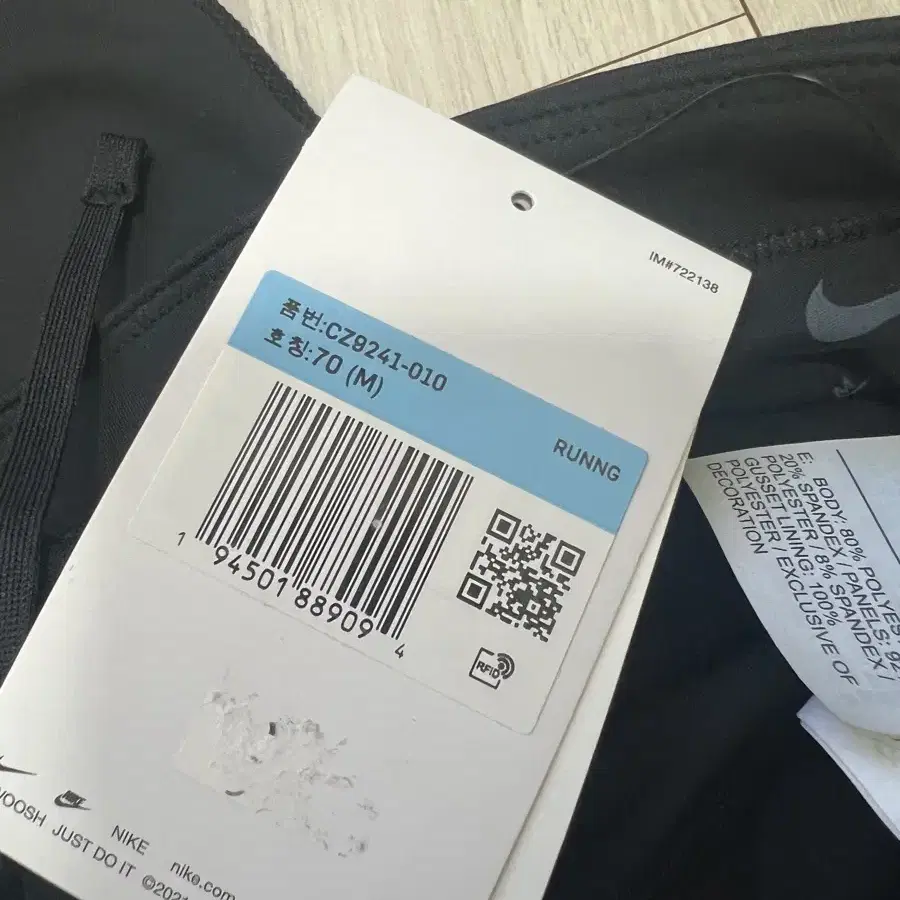 IM#722138
품번:CZ9241-010
호칭:70 (M)
RUNNG
1 94501 88909 4
RFID
SWOOSH JUST DO IT
NIKE
nike.com
©2021
E:
BODY: 80% POLYES
20% SPANDEX / PANELS: 92
POLYESTER / 8% SPANDEX /
GUSSET LINING: 100%
POLYESTER / EXCLUSIVE OF
DECORATION